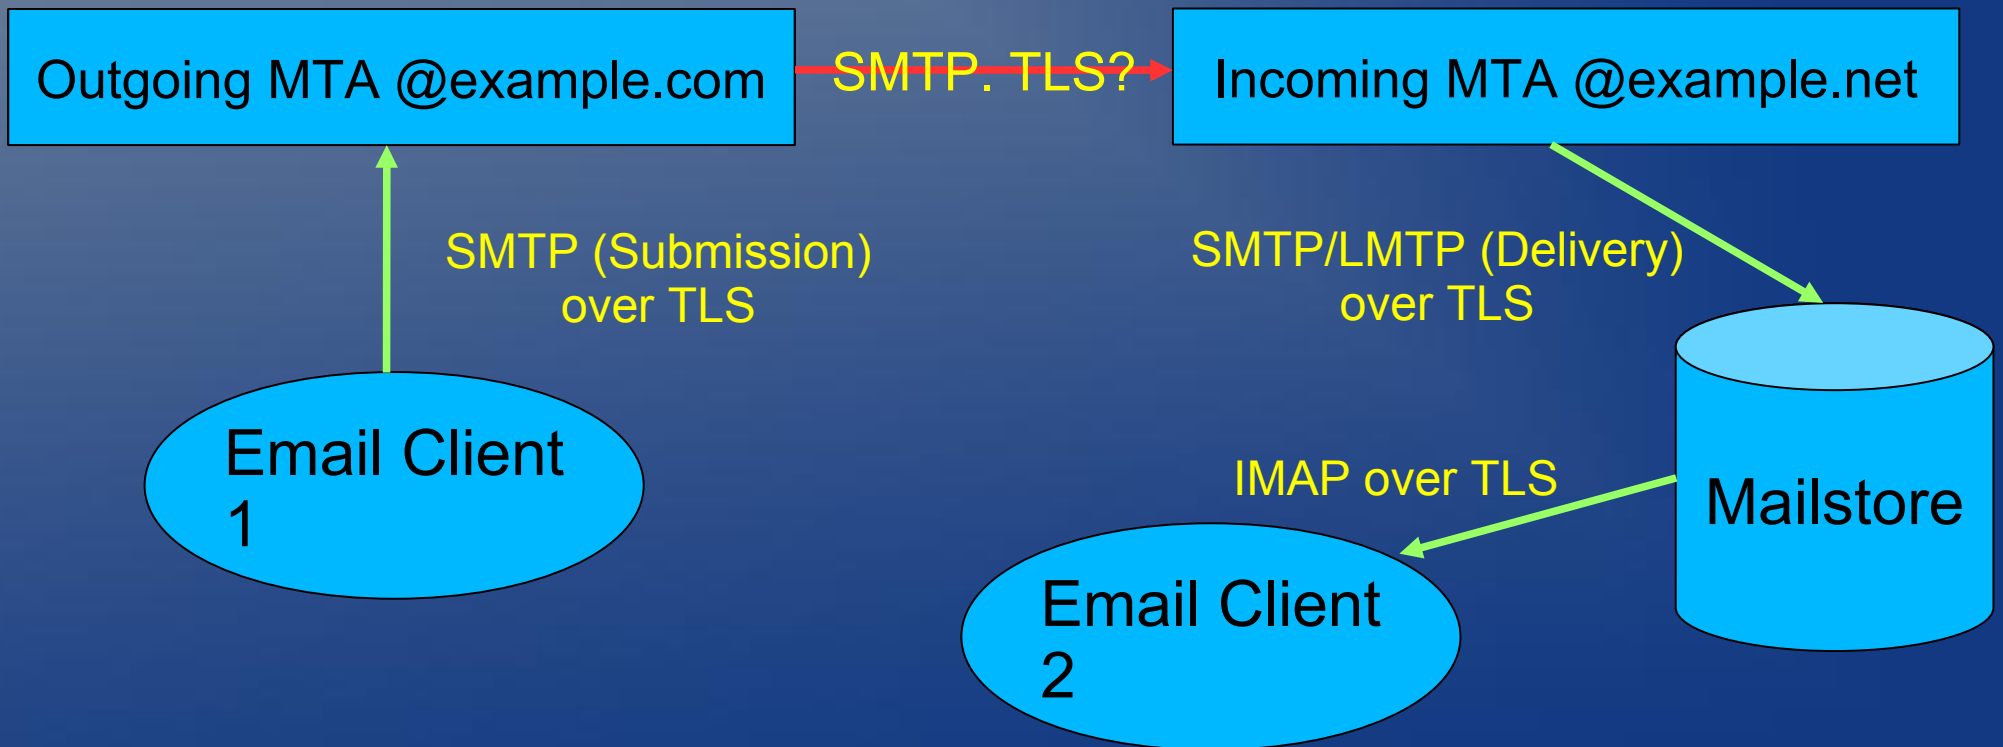 Outgoing MTA @example.com
SMTP. TLS?
Incoming MTA @example.net
SMTP (Submission)
over TLS
SMTP/LMTP (Delivery)
over TLS
Email Client
1
IMAP over TLS
Mailstore
Email Client
2